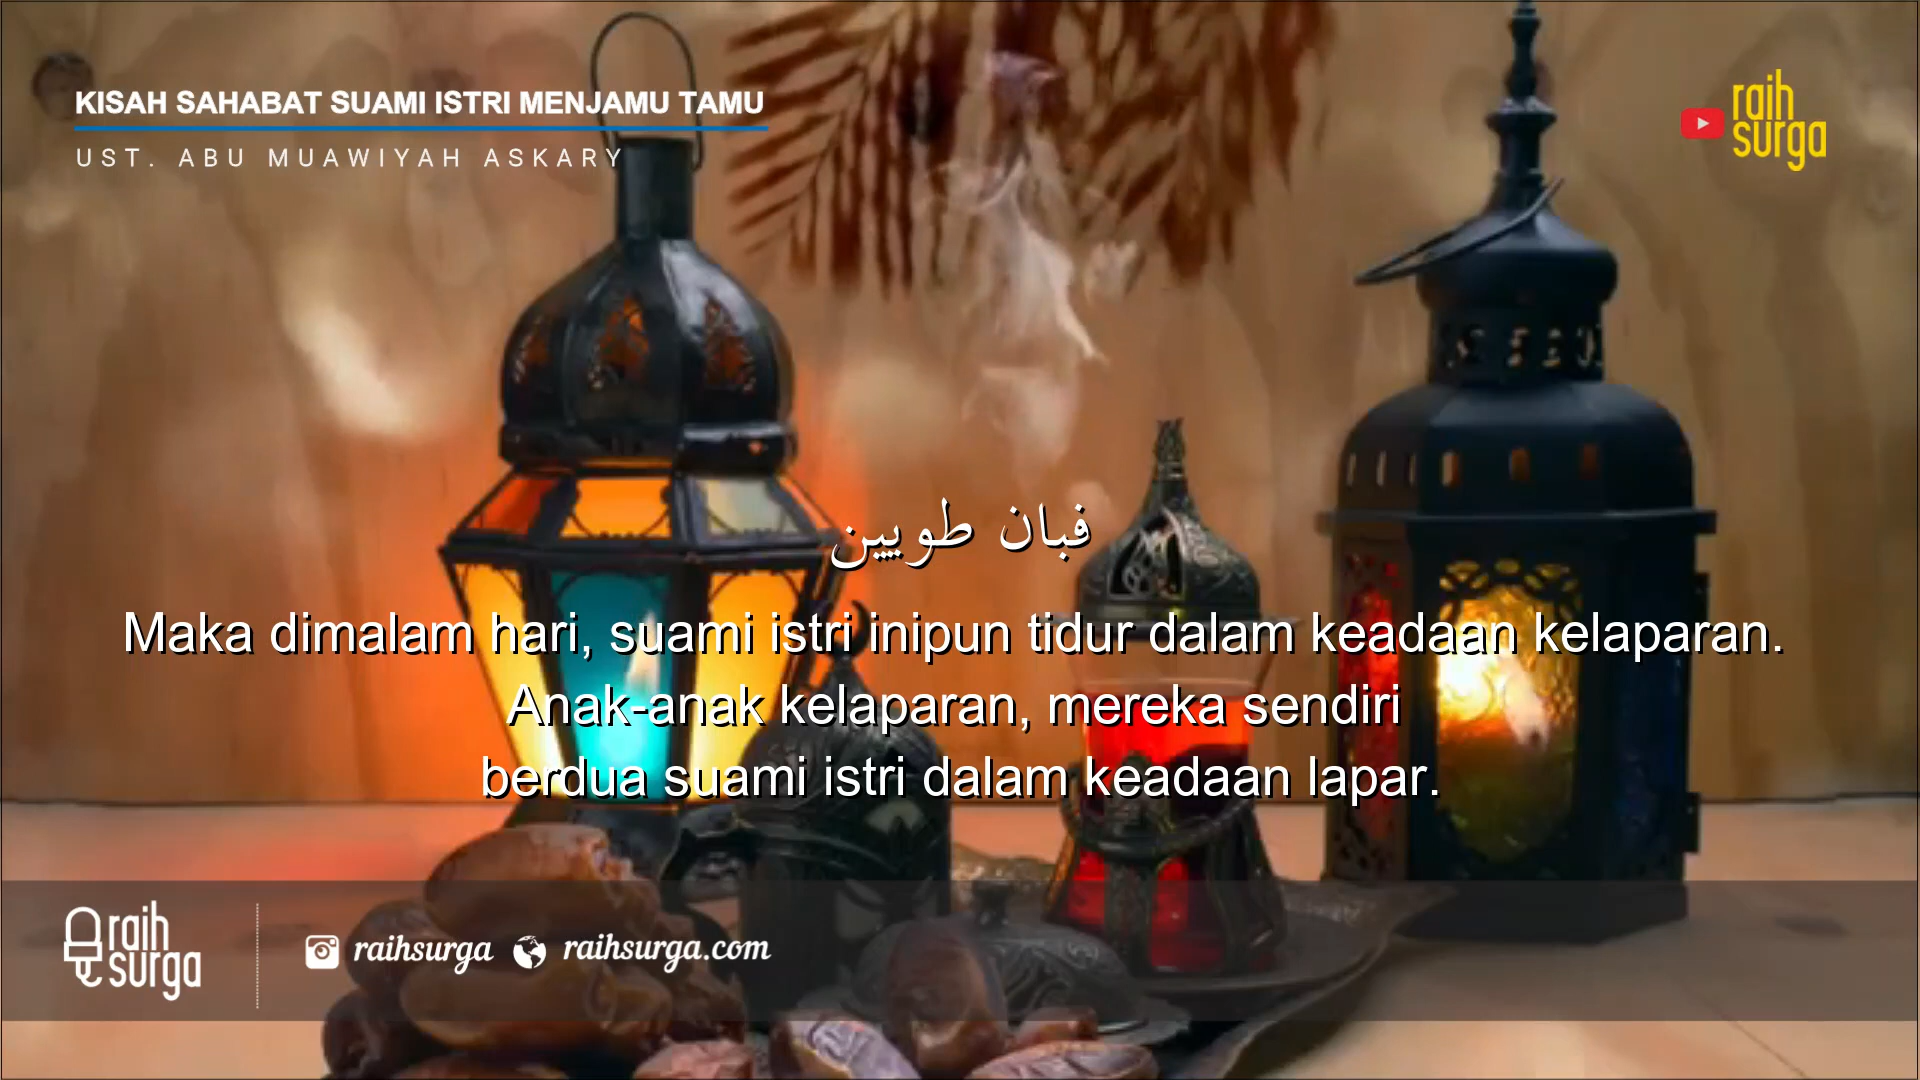 KISAH SAHABAT SUAMI ISTRI MENJAMU TAMU
UST. ABU MUAWIYAH ASKARY
raih
surga
فبان طويين
Maka dimalam hari, suami istri inipun tidur dalam keadaan kelaparan.
Anak-anak kelaparan, mereka sendiri
berdua suami istri dalam keadaan lapar.
raih
surga
raihsurga
raihsurga.com